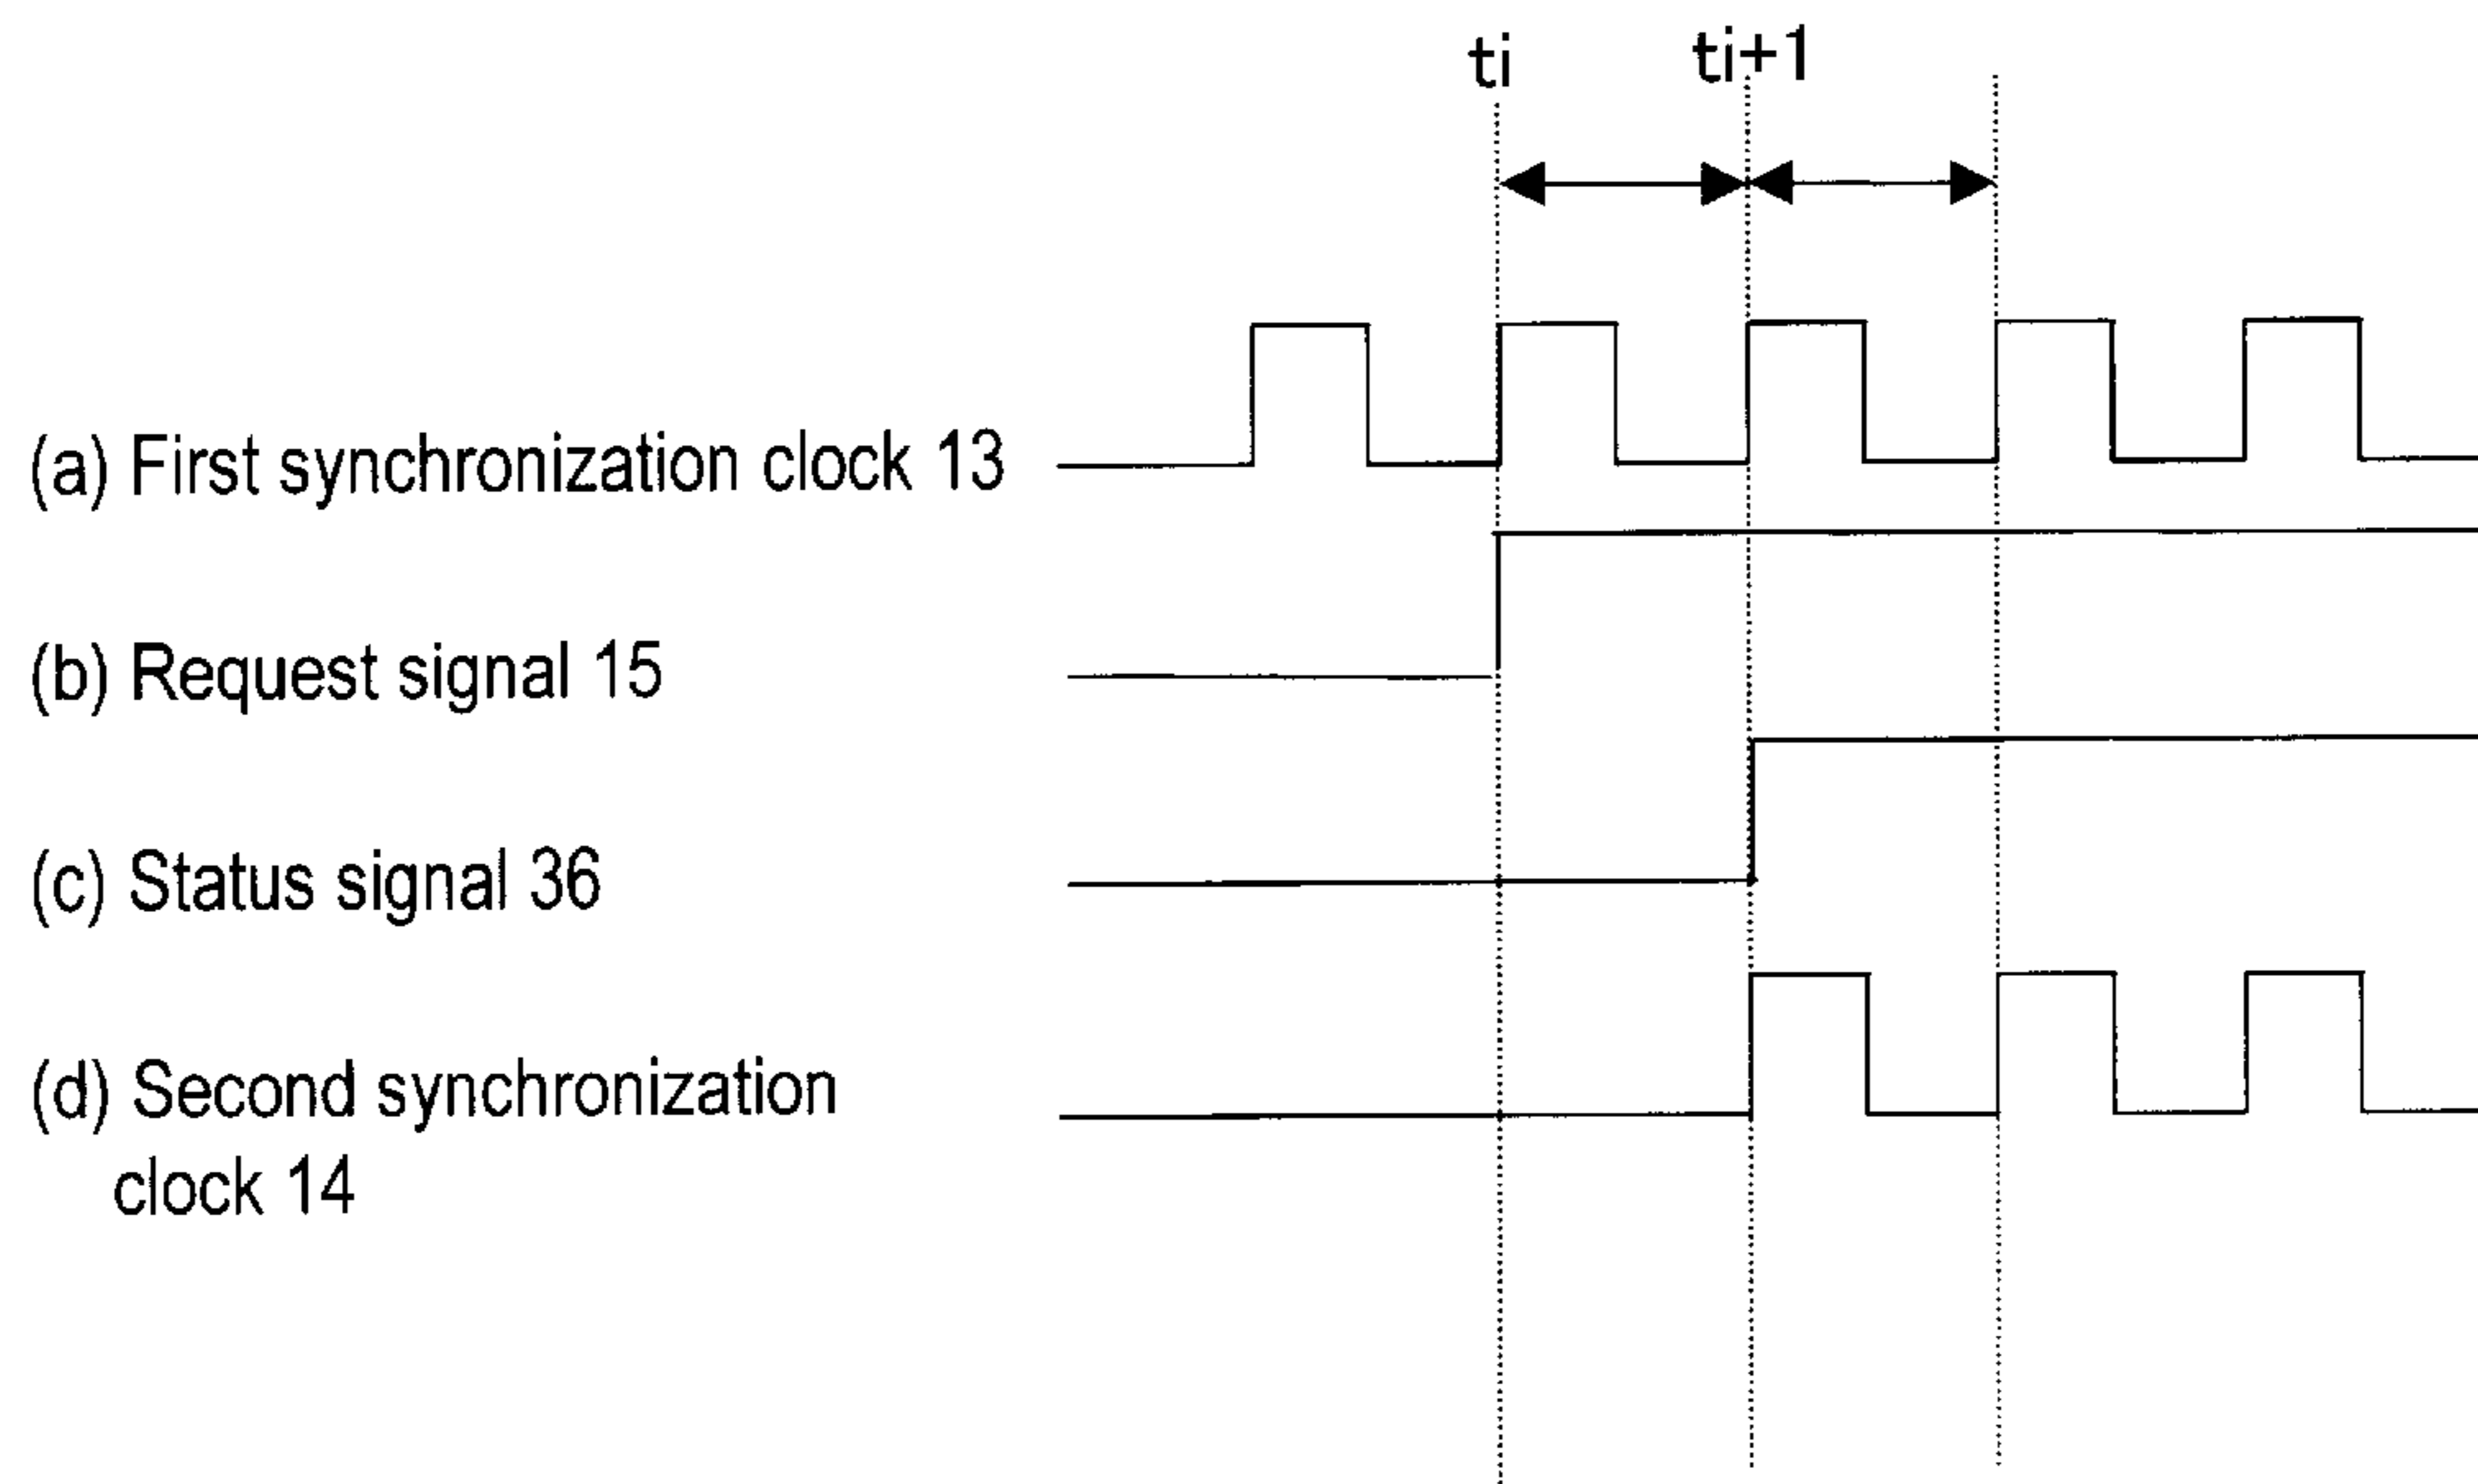 ti
ti+1
(a) First synchronization clock 13
(b) Request signal 15
(c) Status signal 36
(d) Second synchronization
clock 14